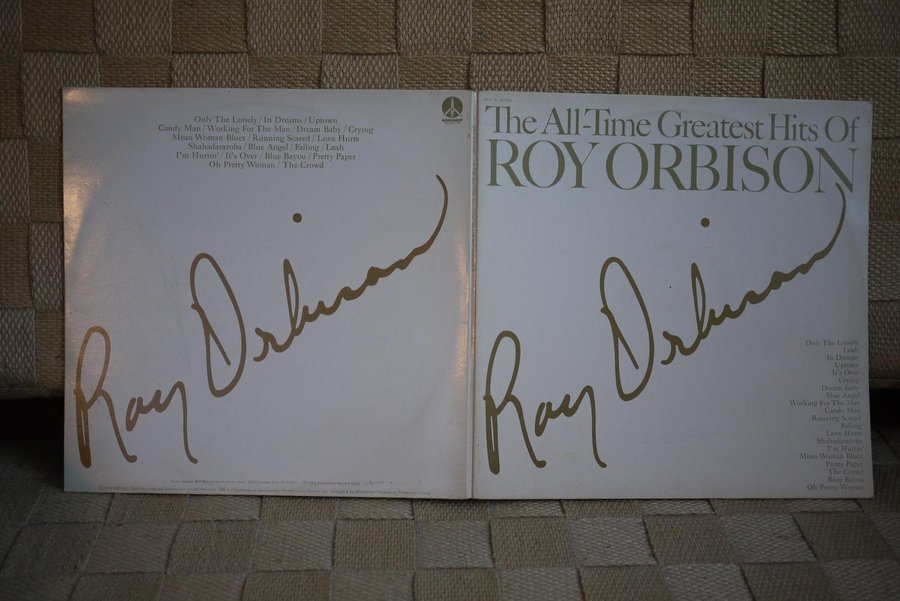 Only The Lonely / In Dreams / Uptown
Candy Man / Working For The Man / Dream Baby / Crying
Mean Woman Blues / Running Scared / Love Hurts
Shahadararoba / Blue Angel / Falling / Leah
I'm Hurtin' / It's Over / Blue Bayou / Pretty Paper
Oh Pretty Woman / The Crowd
Roy Orbison
The All-Time Greatest Hits Of
ROY ORBISON
Roy Orbison
Only The Lonely
Leah
In Dreams
Uptown
It's Over
Crying
Dream Baby
Blue Angel
Working For The Man
Candy Man
Running Scared
Falling
Love Hurts
Shahadararoba
I'm Hurtin'
Mean Woman Blues
Pretty Paper
The Crowd
Blue Bayou
Oh Pretty Woman